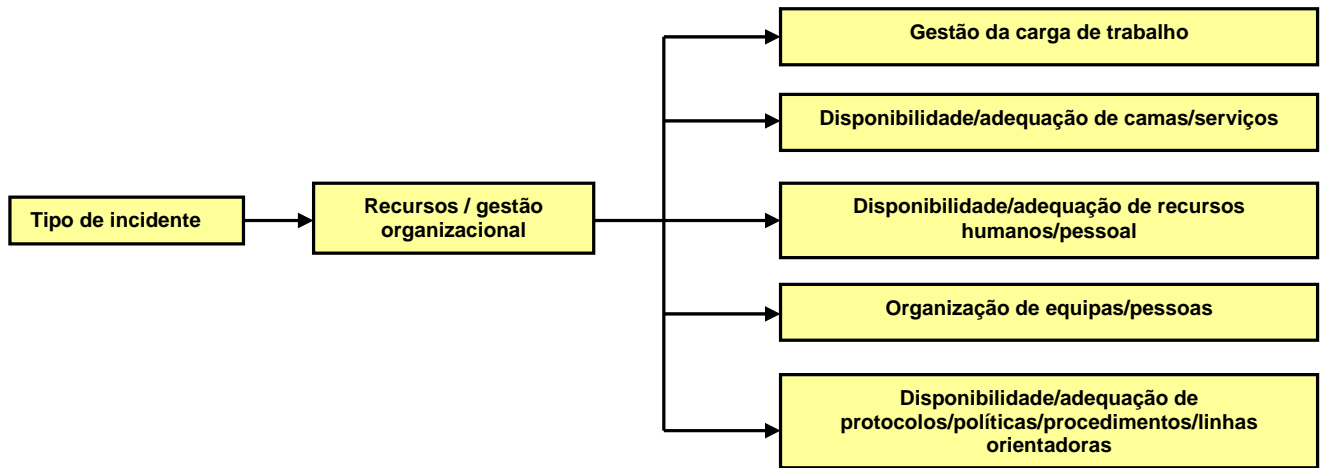 Tipo de incidente
Recursos / gestão
organizacional
Gestão da carga de trabalho
Disponibilidade/adequação de camas/serviços
Disponibilidade/adequação de recursos
humanos/pessoal
Organização de equipas/pessoas
Disponibilidade/adequação de
protocolos/políticas/procedimentos/linhas
orientadoras